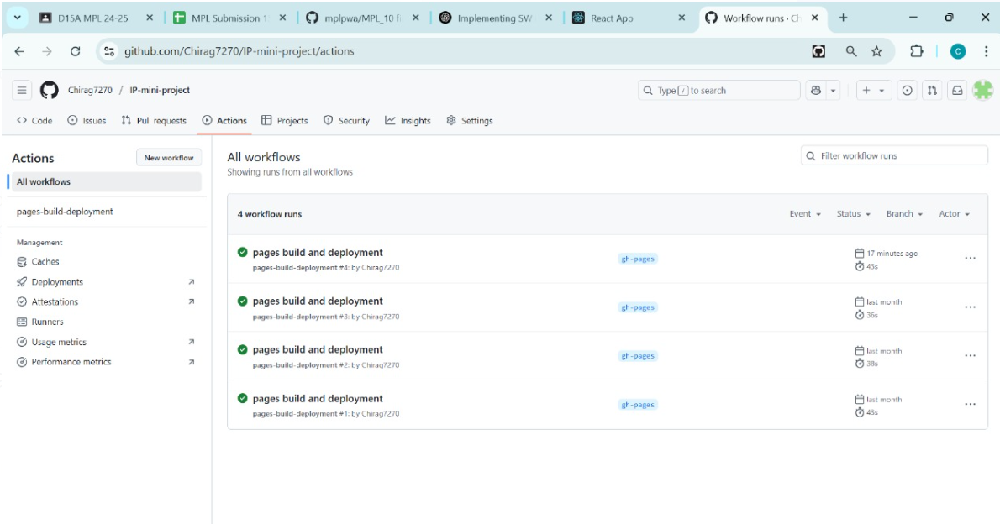 D15A MPL 24-25
MPL Submission 1
mplpwa/MPL_10 fi
Implementing SW
React App
Workflow runs · Ch
github.com/Chirag7270/IP-mini-project/actions
C
Chirag7270 / IP-mini-project
Type / to search
Code
Issues
Pull requests
Actions
Projects
Security
Insights
Settings
Actions
New workflow
All workflows
pages-build-deployment
Management
Caches
Deployments
Attestations
Runners
Usage metrics
Performance metrics
All workflows
Showing runs from all workflows
Filter workflow runs
4 workflow runs
Event
Status
Branch
Actor
pages build and deployment
pages-build-deployment #4: by Chirag7270
gh-pages
17 minutes ago
43s
pages build and deployment
pages-build-deployment #3: by Chirag7270
gh-pages
last month
36s
pages build and deployment
pages-build-deployment #2: by Chirag7270
gh-pages
last month
38s
pages build and deployment
pages-build-deployment #1: by Chirag7270
gh-pages
last month
43s